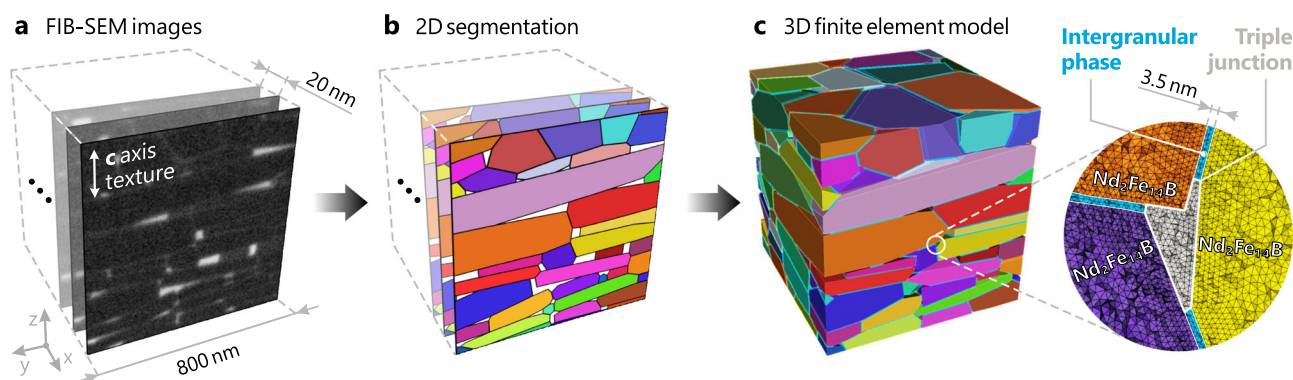 a FIB-SEM images
20 nm
c axis
texture
z
y
x
800 nm
b 2D segmentation
c 3D finite element model
Intergranular
phase
Triple
junction
3.5 nm
Nd₂Fe₁₄B
Nd₂Fe₁₄B
Nd₂Fe₁₄B